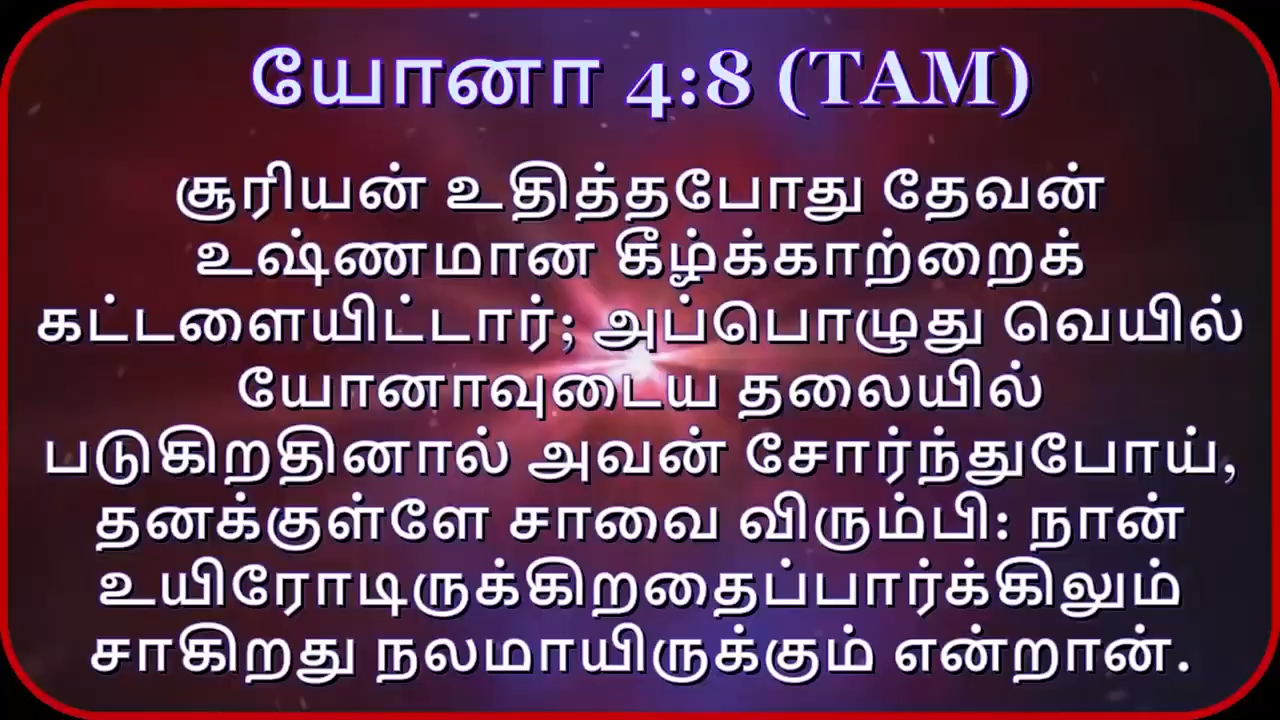 யோனா 4:8 (TAM)
சூரியன் உதித்தபோது தேவன்
உஷ்ணமான கீழ்க்காற்றைக்
கட்டளையிட்டார்; அப்பொழுது வெயில்
யோனாவுடைய தலையில்
படுகிறதினால் அவன் சோர்ந்துபோய்,
தனக்குள்ளே சாவை விரும்பி: நான்
உயிரோடிருக்கிறதைப்பார்க்கிலும்
சாகிறது நலமாயிருக்கும் என்றான்.